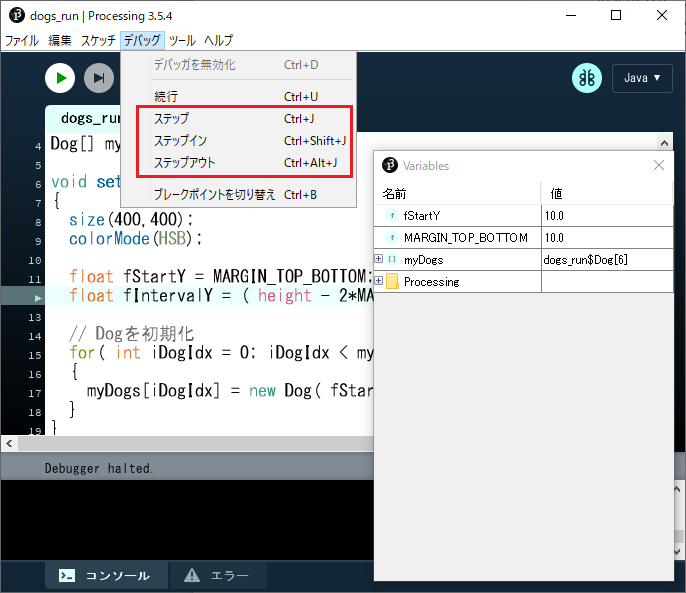 dogs_run | Processing 3.5.4
ファイル 編集 スケッチ デバッグ ツール ヘルプ
デバッガを無効化 Ctrl+D
続行 Ctrl+U
ステップ Ctrl+J
ステップイン Ctrl+Shift+J
ステップアウト Ctrl+Alt+J
ブレークポイントを切り替え Ctrl+B
Java ▼
dogs_run
4 Dog[] my
5
6 void set
7 {
8 size(400,400);
9 colorMode(HSB);
10
11 float fStartY = MARGIN_TOP_BOTTOM;
float fIntervalY = ( height - 2*MA
13
14 // Dogを初期化
15 for( int iDogIdx = 0; iDogIdx < my
16 {
17 myDogs[iDogIdx] = new Dog( fStar
18 }
19 }
Variables
名前 値
f fStartY 10.0
f MARGIN_TOP_BOTTOM 10.0
[] myDogs dogs_run$Dog[6]
Processing
Debugger halted.
コンソール エラー